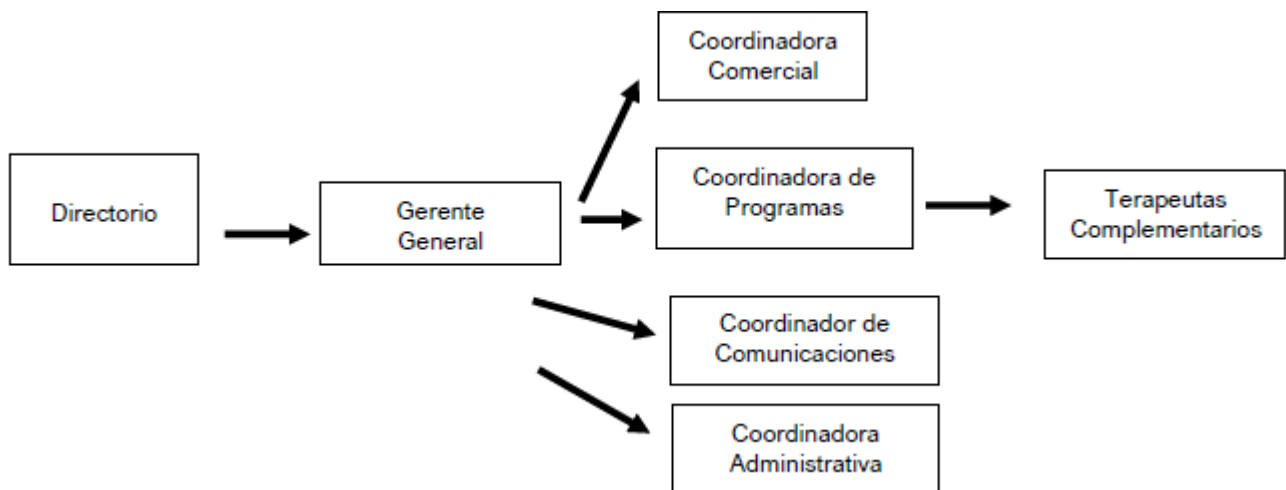 Directorio
Gerente
General
Coordinadora
Comercial
Coordinadora de
Programas
Terapeutas
Complementarios
Coordinador de
Comunicaciones
Coordinadora
Administrativa